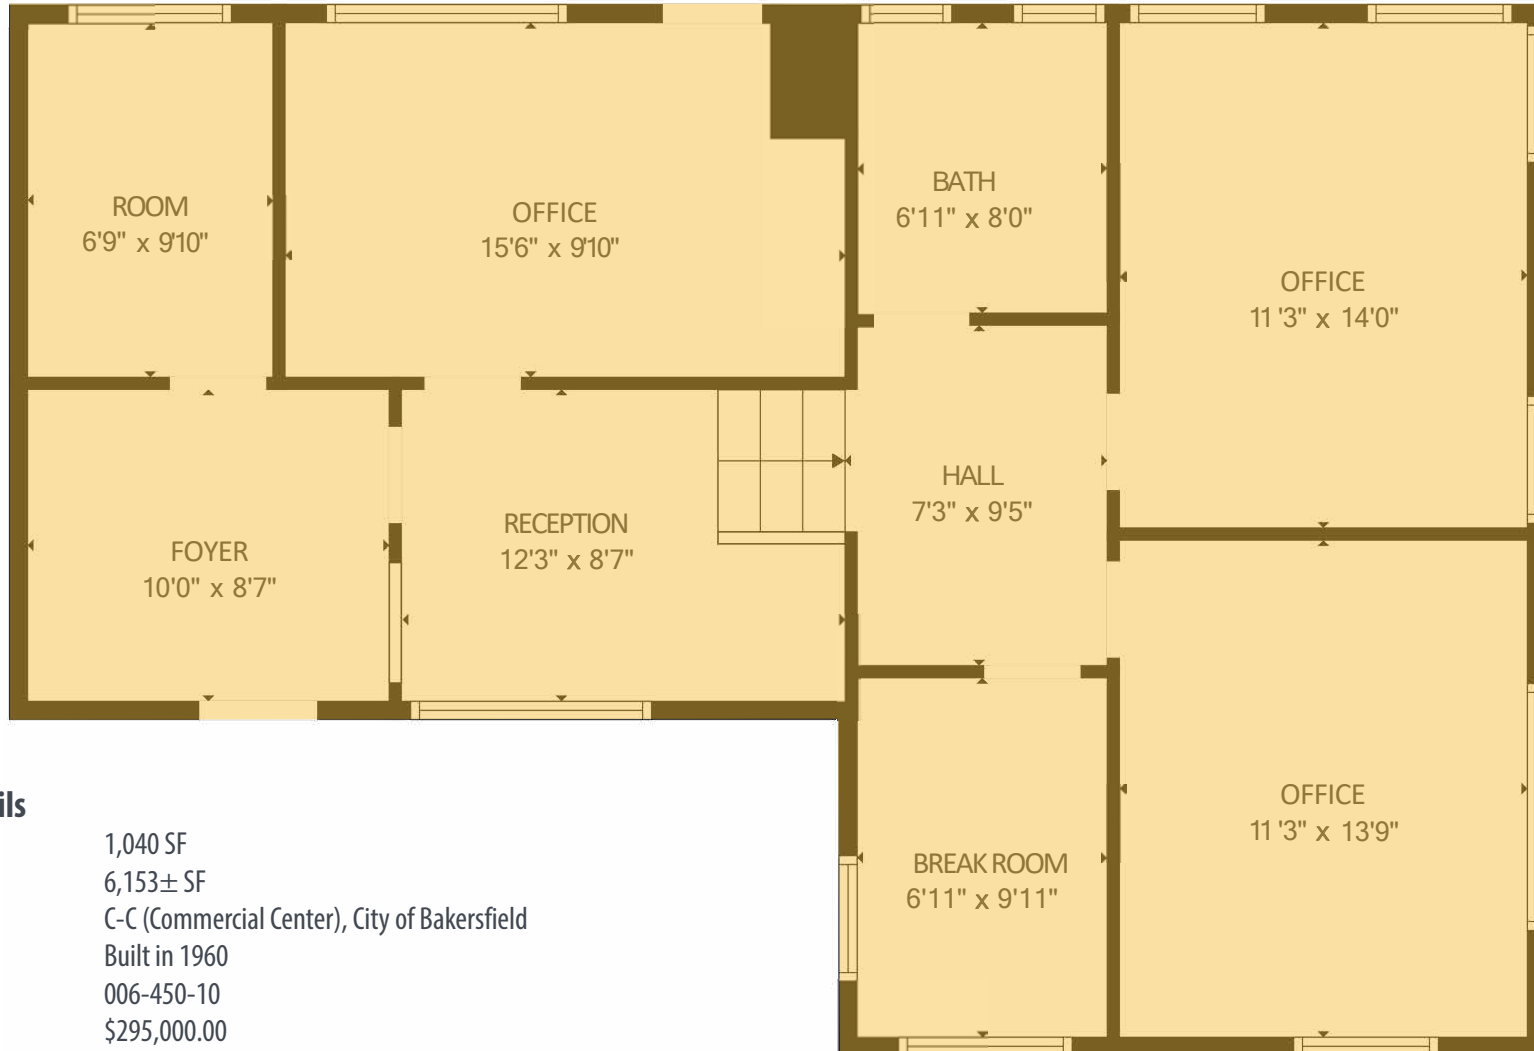 ROOM
6'9" x 9'10"
OFFICE
15'6" x 9'10"
BATH
6'11" x 8'0"
OFFICE
11'3" x 14'0"
FOYER
10'0" x 8'7"
RECEPTION
12'3" x 8'7"
HALL
7'3" x 9'5"
BREAK ROOM
6'11" x 9'11"
OFFICE
11'3" x 13'9"
ils
1,040 SF
6,153± SF
C-C (Commercial Center), City of Bakersfield
Built in 1960
006-450-10
$295,000.00